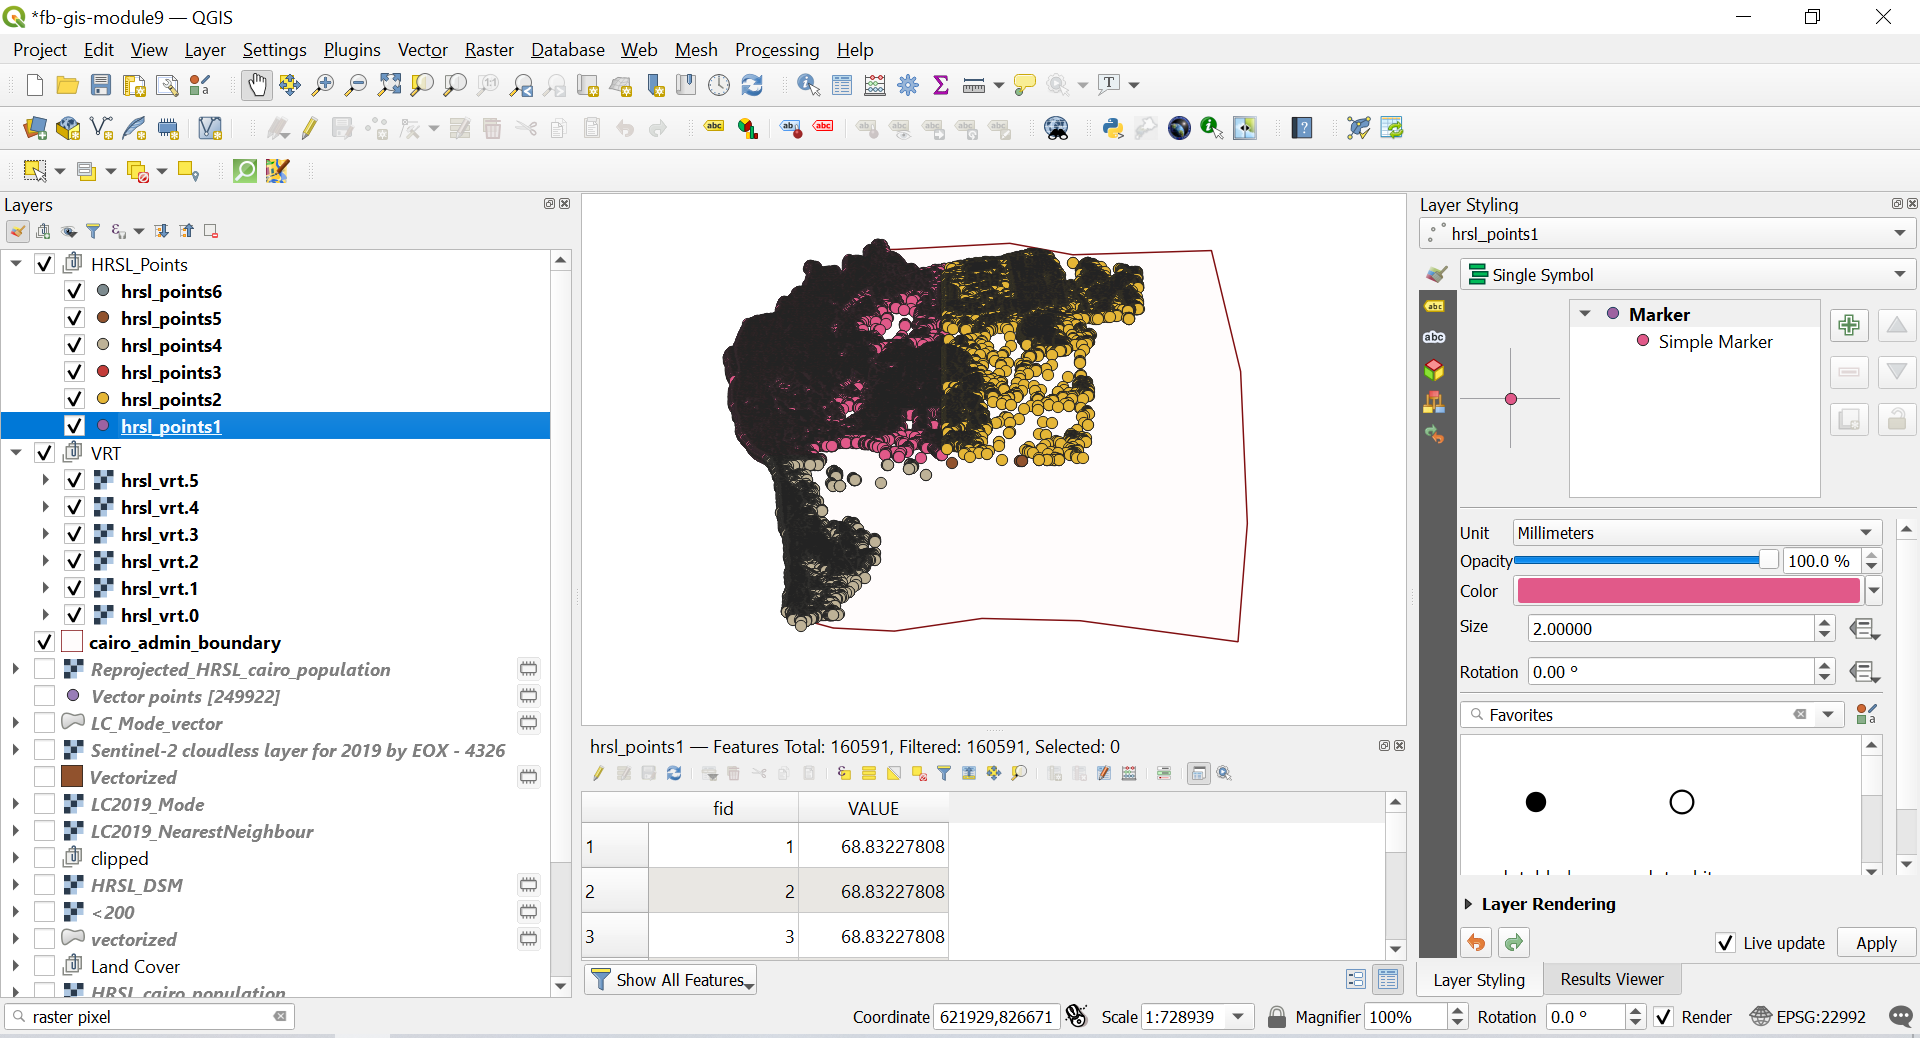 *fb-gis-module9 — QGIS
Project Edit View Layer Settings Plugins Vector Raster Database Web Mesh Processing Help
Layers
HRSL_Points
hrsl_points6
hrsl_points5
hrsl_points4
hrsl_points3
hrsl_points2
hrsl_points1
VRT
hrsl_vrt.5
hrsl_vrt.4
hrsl_vrt.3
hrsl_vrt.2
hrsl_vrt.1
hrsl_vrt.0
cairo_admin_boundary
Reprojected_HRSL_cairo_population
Vector points [249922]
LC_Mode_vector
Sentinel-2 cloudless layer for 2019 by EOX - 4326
Vectorized
LC2019_Mode
LC2019_NearestNeighbour
clipped
HRSL_DSM
<200
vectorized
Land Cover
HRSL_cairo_population
raster pixel
hrsl_points1 — Features Total: 160591, Filtered: 160591, Selected: 0
fid VALUE
1 1 68.83227808
2 2 68.83227808
3 3 68.83227808
Show All Features
Layer Styling
hrsl_points1
Single Symbol
Marker
Simple Marker
Unit Millimeters
Opacity 100.0 %
Color
Size 2.00000
Rotation 0.00 °
Favorites
Layer Rendering
Live update Apply
Layer Styling Results Viewer
Coordinate 621929,826671 Scale 1:728939 Magnifier 100% Rotation 0.0 ° Render EPSG:22992